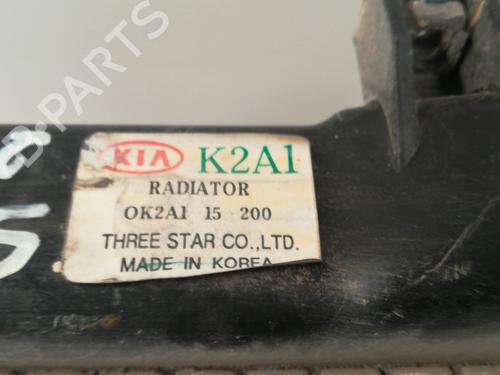 KIA K2A1
RADIATOR
OK2A1 15 200
THREE STAR CO.,LTD.
MADE IN KOREA
B-PARTS